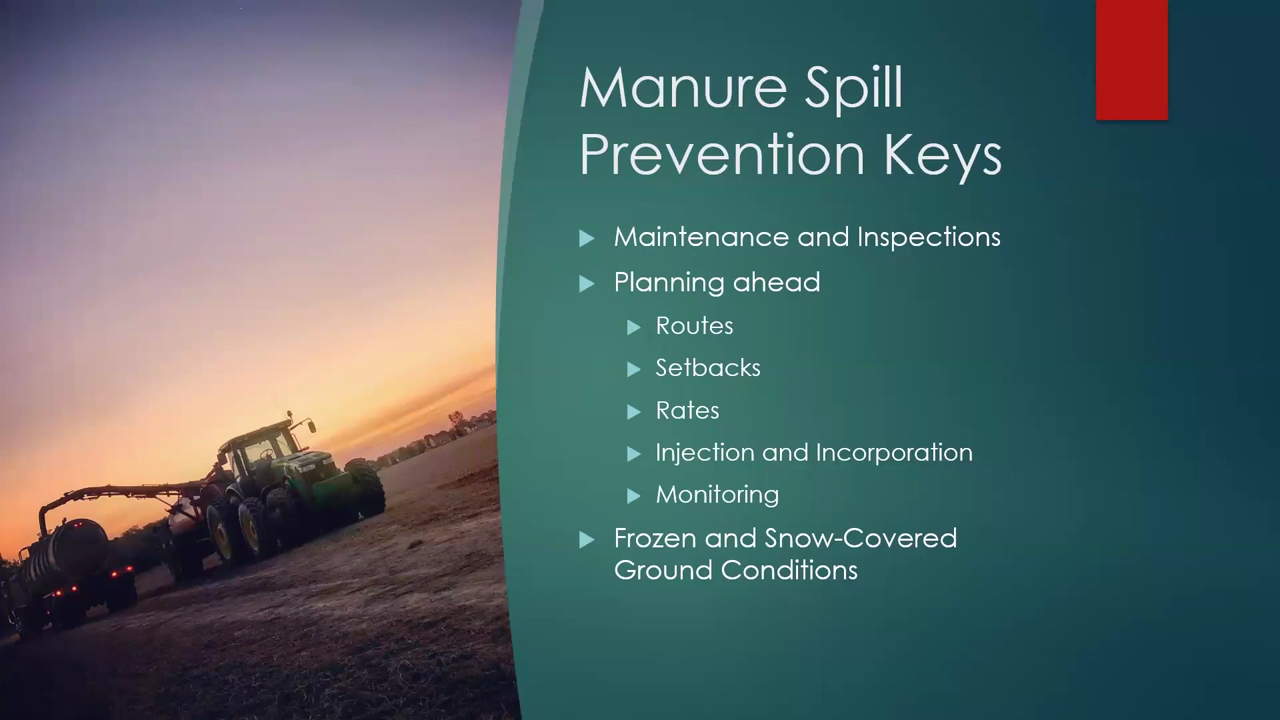 Manure Spill
Prevention Keys
Maintenance and Inspections
Planning ahead
Routes
Setbacks
Rates
Injection and Incorporation
Monitoring
Frozen and Snow-Covered
Ground Conditions